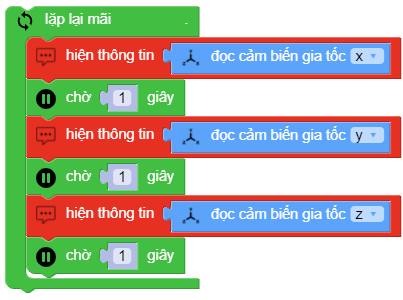 lặp lại mãi .
hiện thông tin đọc cảm biến gia tốc x
chờ 1 giây
hiện thông tin đọc cảm biến gia tốc y
chờ 1 giây
hiện thông tin đọc cảm biến gia tốc z
chờ 1 giây